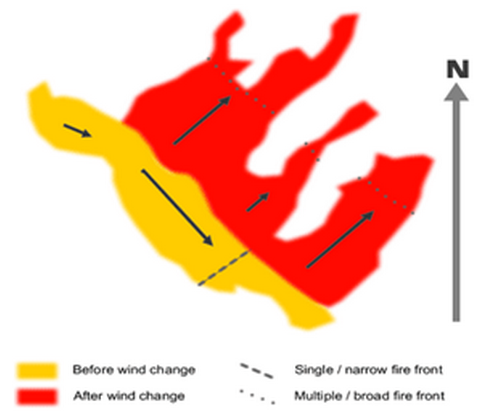 N
Before wind change
Single / narrow fire front
After wind change
Multiple / broad fire front